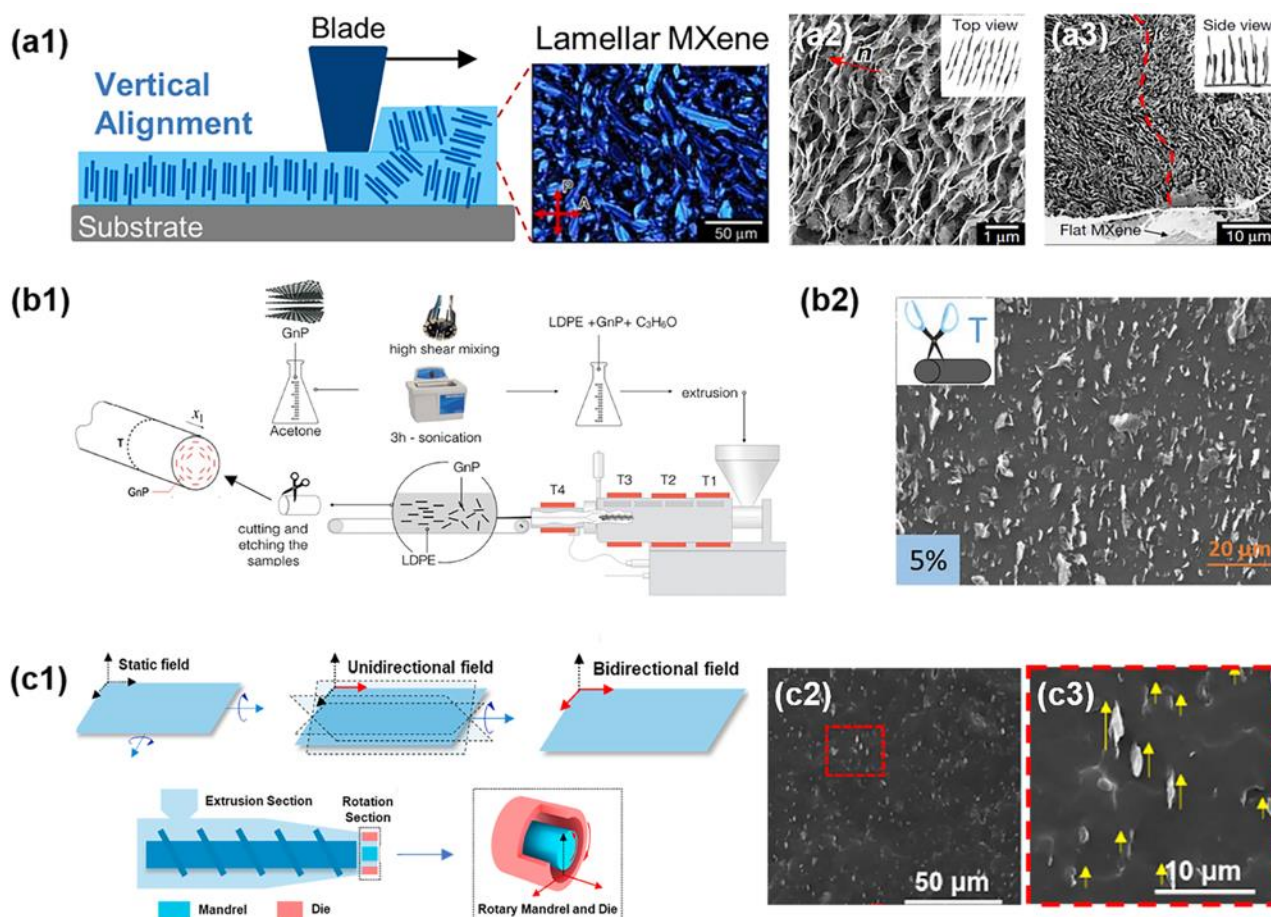 (a1)
Blade
Vertical
Alignment
Substrate
Lamellar MXene
P
A
50 μm
(a2)
n
Top view
1 μm
(a3)
Side view
Flat MXene
10 μm
(b1)
GnP
Acetone
high shear mixing
3h - sonication
LDPE +GnP+ C₃H₆O
extrusion
x₁
T
GnP
cutting and
etching the
samples
GnP
LDPE
T4
T3
T2
T1
(b2)
T
5%
20 μm
(c1)
Static field
Unidirectional field
Bidirectional field
Extrusion Section
Rotation
Section
Mandrel
Die
Rotary Mandrel and Die
(c2)
50 μm
(c3)
10 μm